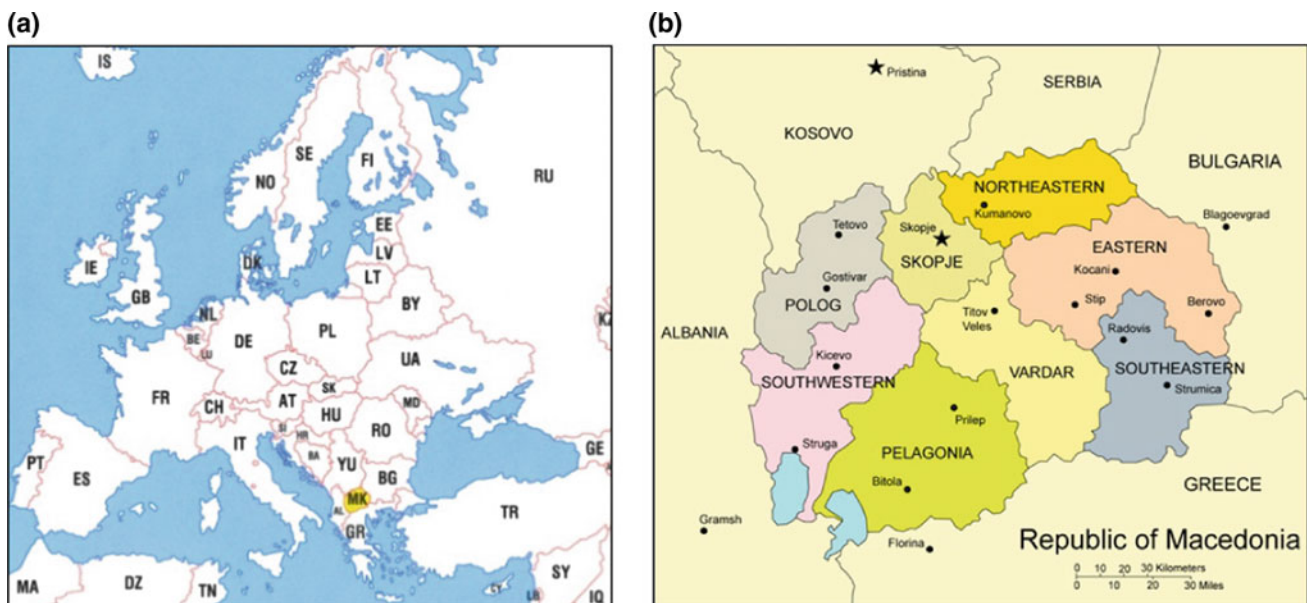 (a)
IS
SE
FI
NO
RU
EE
LV
LT
DK
IE
GB
NL
BE
LU
DE
PL
BY
CZ
UA
SK
FR
CH
AT
HU
MD
SI
HR
RO
IT
BA
YU
GE
PT
ES
BG
MK
AL
TR
GR
MA
DZ
TN
CY
SY
LB
IQ
(b)
Pristina
SERBIA
KOSOVO
BULGARIA
NORTHEASTERN
Kumanovo
Blagoevgrad
Tetovo
Skopje
EASTERN
SKOPJE
Kocani
Gostivar
POLOG
Stip
Berovo
Titov
Veles
ALBANIA
Radovis
Kicevo
VARDAR
SOUTHEASTERN
SOUTHWESTERN
Strumica
Prilep
Struga
PELAGONIA
Bitola
GREECE
Gramsh
Florina
Republic of Macedonia
0 10 20 30 Kilometers
0 10 20 30 Miles